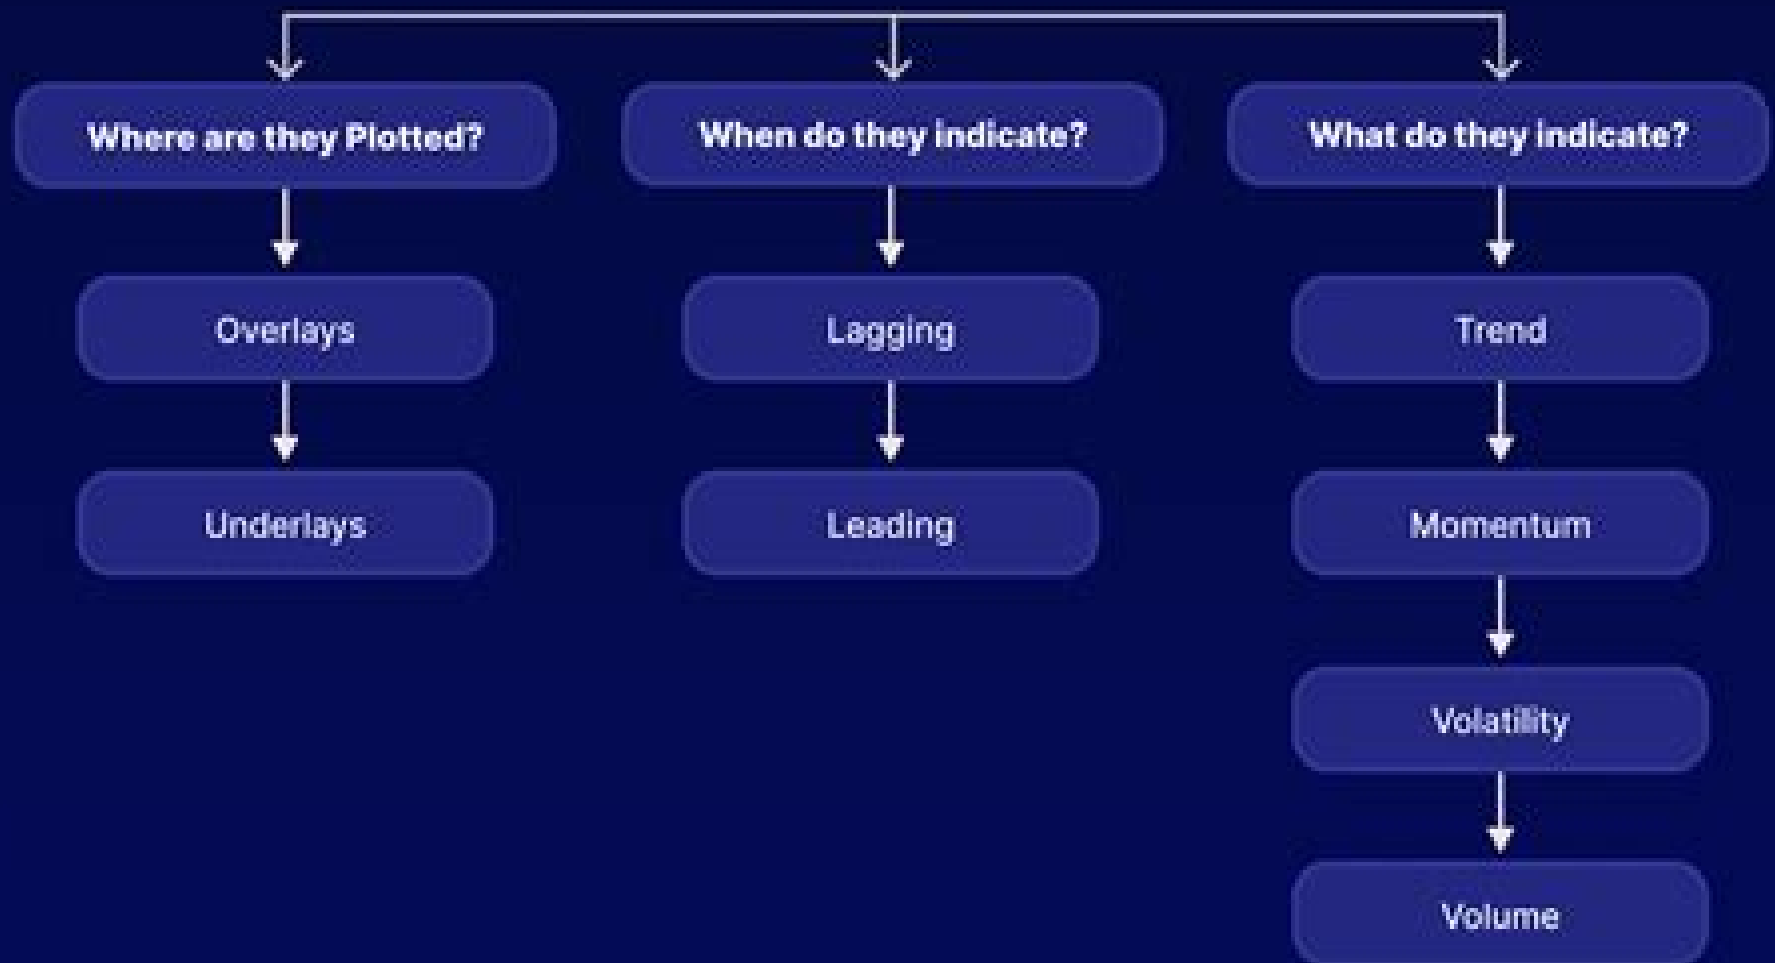 Where are they Plotted?
When do they indicate?
What do they indicate?
Overlays
Lagging
Trend
Underlays
Leading
Momentum
Volatility
Volume